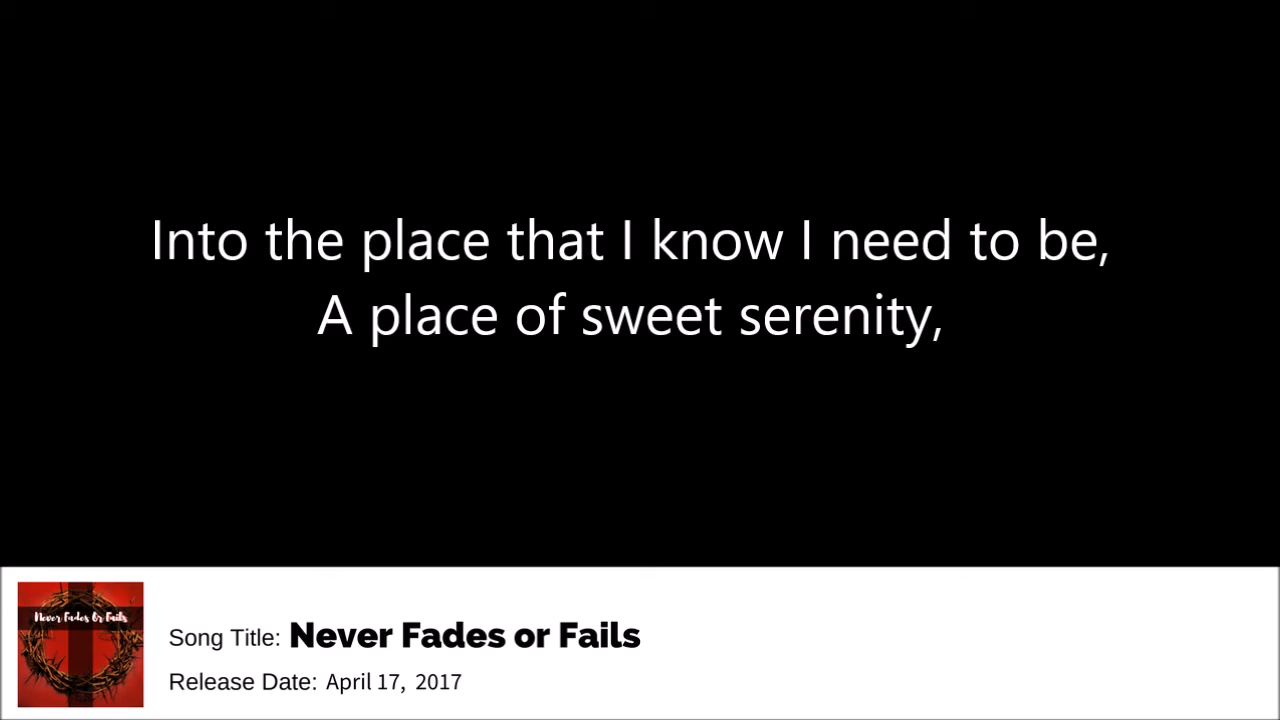 Into the place that I know I need to be,
A place of sweet serenity,
Never Fades Or Fails
Song Title: Never Fades or Fails
Release Date: April 17, 2017